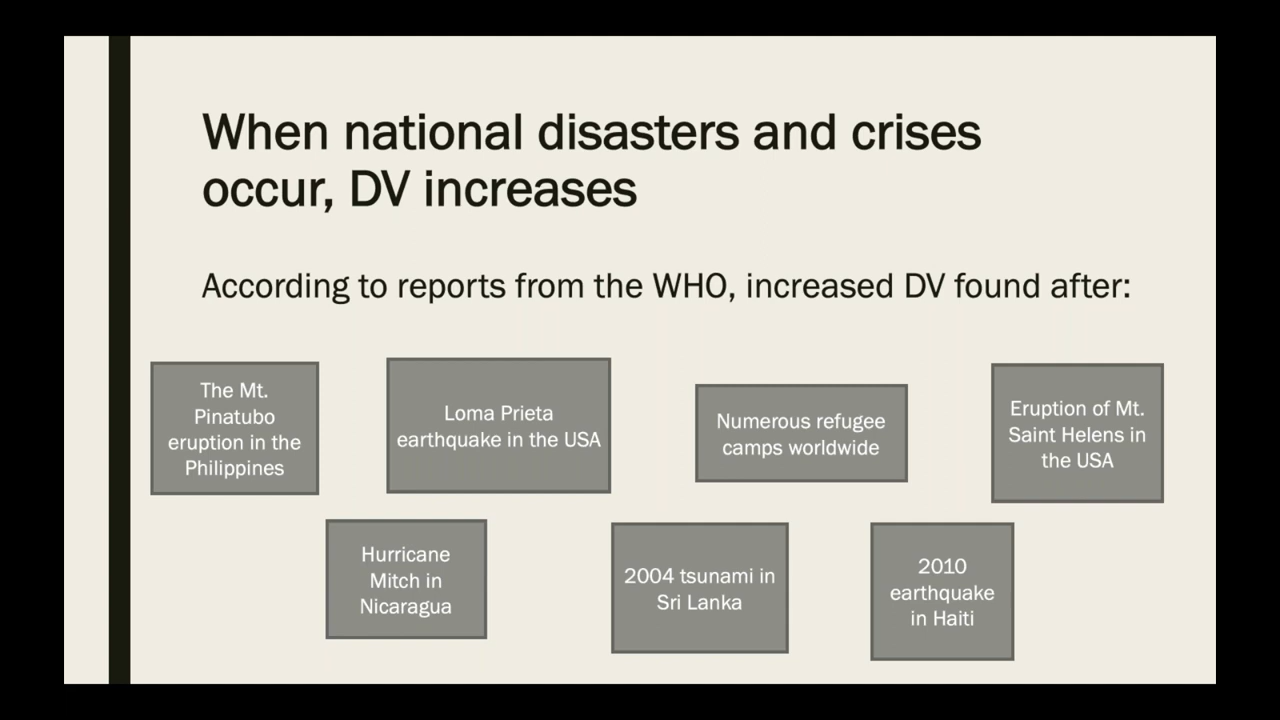 When national disasters and crises
occur, DV increases
According to reports from the WHO, increased DV found after:
The Mt.
Pinatubo
eruption in the
Philippines
Loma Prieta
earthquake in the USA
Numerous refugee
camps worldwide
Eruption of Mt.
Saint Helens in
the USA
Hurricane
Mitch in
Nicaragua
2004 tsunami in
Sri Lanka
2010
earthquake
in Haiti